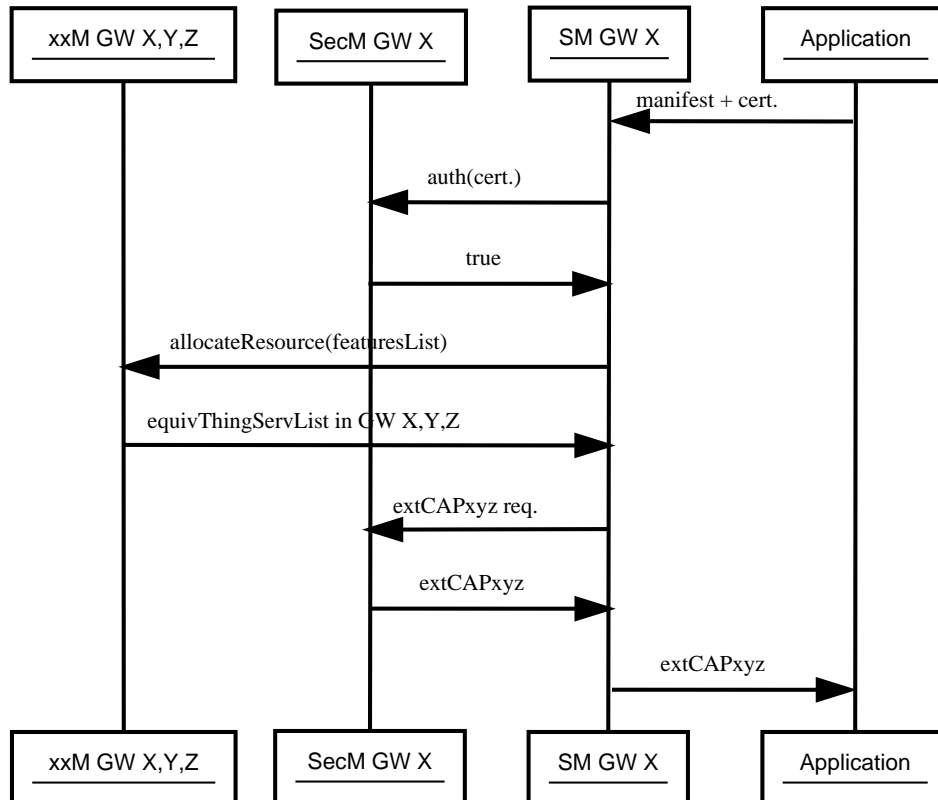 xxM GW X,Y,Z
SecM GW X
SM GW X
Application
manifest + cert.
auth(cert.)
true
allocateResource(featuresList)
equivThingServList in GW X,Y,Z
extCAPxyz req.
extCAPxyz
extCAPxyz
xxM GW X,Y,Z
SecM GW X
SM GW X
Application